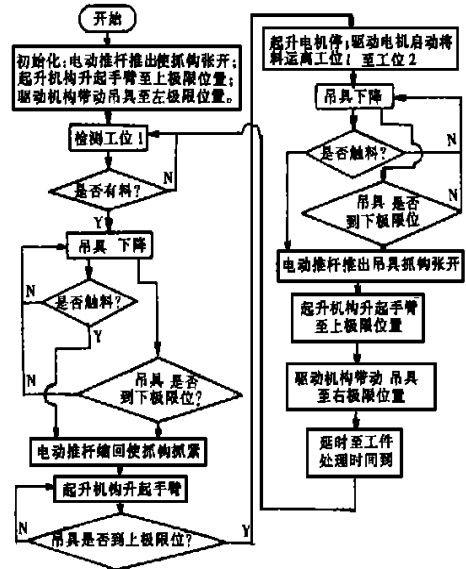 开始
初始化:电动推杆推出使抓钩张开;
起升机构升起手臂至上极限位置;
驱动机构带动吊具至左极限位置。
检测工位1
是否有料?
N
Y
吊具 下降
N
是否触料?
Y
N
吊具 是否
到下极限位?
电动推杆缩回使抓钩抓紧
起升机构升起手臂
N
吊具是否到上极限位?
Y
起升电机停;驱动电机启动将
料运离工位1 至工位2
吊具下降
是否触料?
Y
N
吊具 是否
到下极限位
N
电动推杆推出吊具抓钩张开
起升机构升起手臂
至上极限位置
驱动机构带动 吊具
至右极限位置
延时至工件
处理时间到